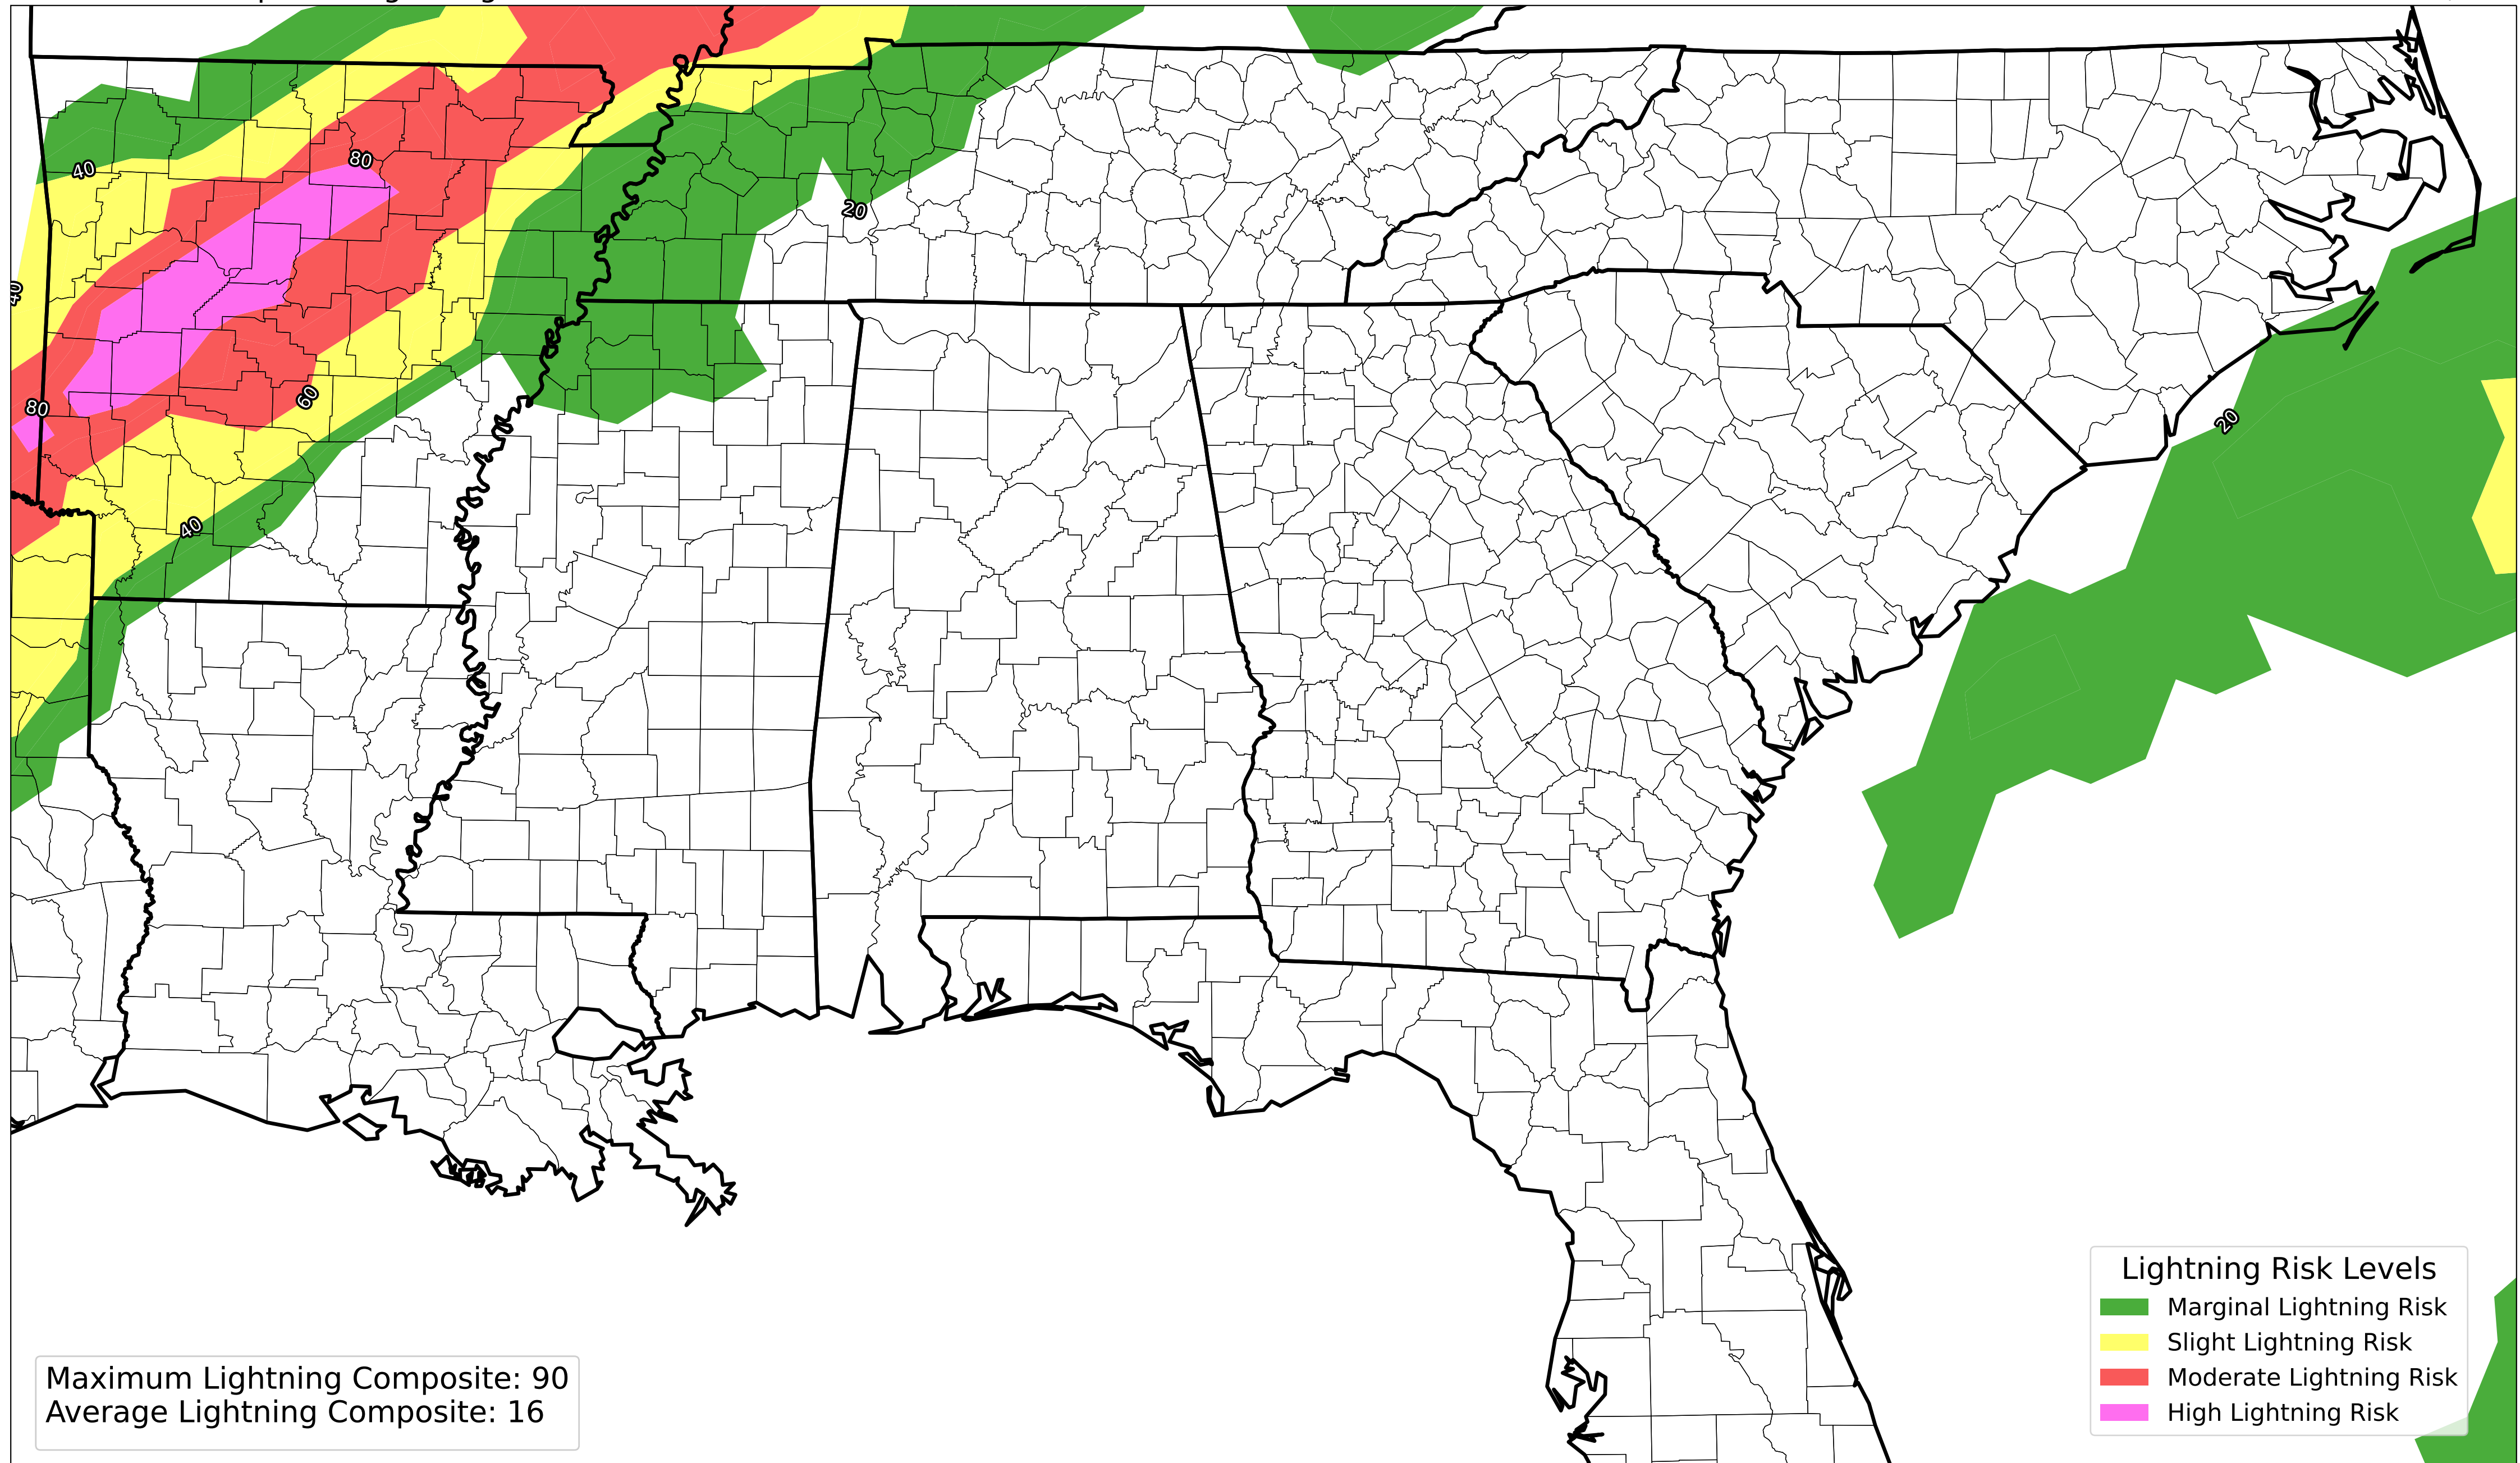 40
80
20
40
80
60
20
40
Lightning Risk Levels
Marginal Lightning Risk
Slight Lightning Risk
Moderate Lightning Risk
High Lightning Risk
Maximum Lightning Composite: 90
Average Lightning Composite: 16